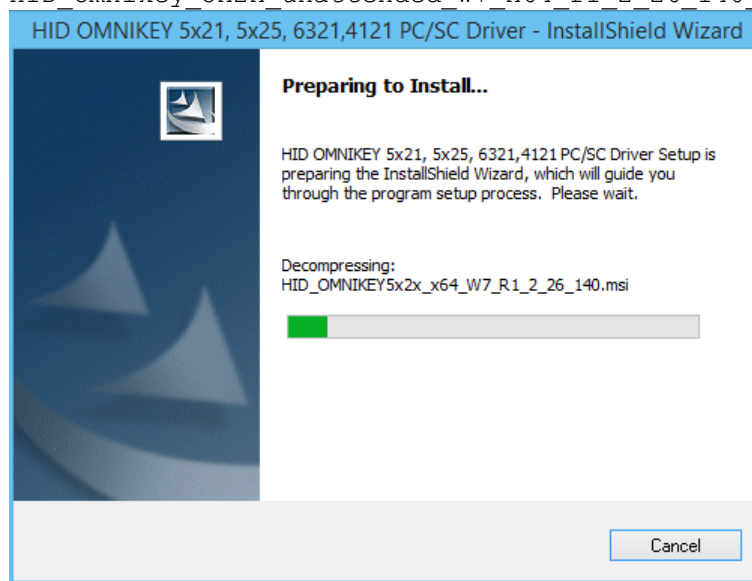 HID OMNIKEY 5x21, 5x25, 6321,4121 PC/SC Driver - InstallShield Wizard
Preparing to Install...
HID OMNIKEY 5x21, 5x25, 6321,4121 PC/SC Driver Setup is
preparing the InstallShield Wizard, which will guide you
through the program setup process. Please wait.
Decompressing:
HID_OMNIKEY5x2x_x64_W7_R1_2_26_140.msi
Cancel